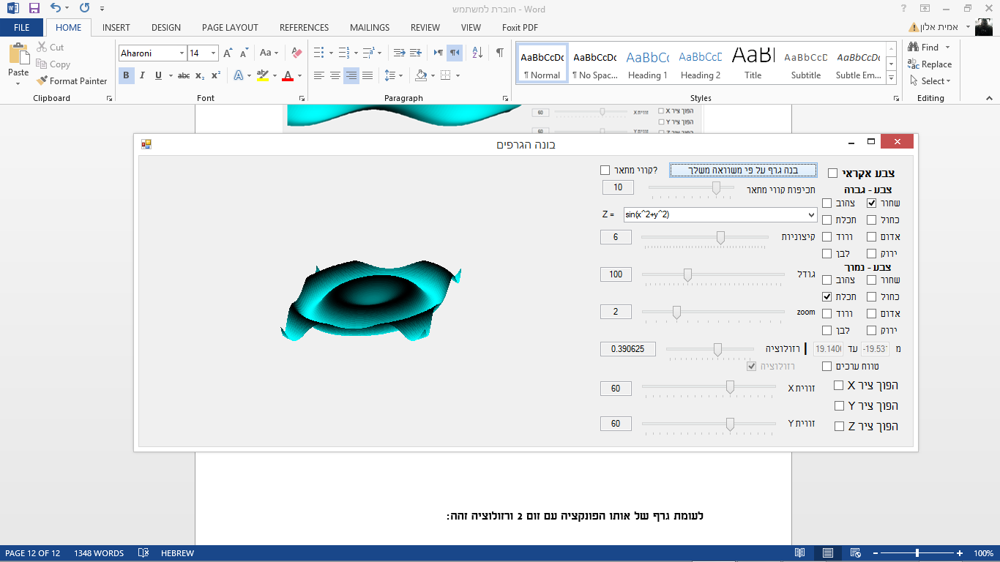 חוברת למשתמש - Word
FILE HOME INSERT DESIGN PAGE LAYOUT REFERENCES MAILINGS REVIEW VIEW Foxit PDF אמית אלון
Paste
Cut
Copy
Format Painter
Clipboard
Aharoni 14
Font
Paragraph
AaBbCcDc AaBbCcDc AaBbCc AaBbCcC AaBl AaBbCcD AaBbCcDc
¶ Normal ¶ No Spac... Heading 1 Heading 2 Title Subtitle Subtle Em...
Styles
Find
Replace
Select
Editing
60 זווית X הפוך ציר X
הפוך ציר Y
60 זווית Y הפוך ציר Z
בונה הגרפים
צבע אקראי
בנה גרף על פי משוואה משלך
קווי מתאר?
תכיפות קווי מתאר 10
צבע - גבוה
שחור צהוב
כחול תכלת
אדום ורוד
ירוק לבן
Z = sin(x^2+y^2)
קיצוניות 6
צבע - נמוך
שחור צהוב
כחול תכלת
אדום ורוד
ירוק לבן
גודל 100
zoom 2
מ -19.531 עד 19.1406
רזולוציה 0.390625
טווח ערכים
רזולוציה
הפוך ציר X
הפוך ציר Y
הפוך ציר Z
זווית X 60
זווית Y 60
לעומת גרף של אותו הפונקציה עם זום 2 ורזולוציה זהה:
PAGE 12 OF 12 1348 WORDS HEBREW 100%